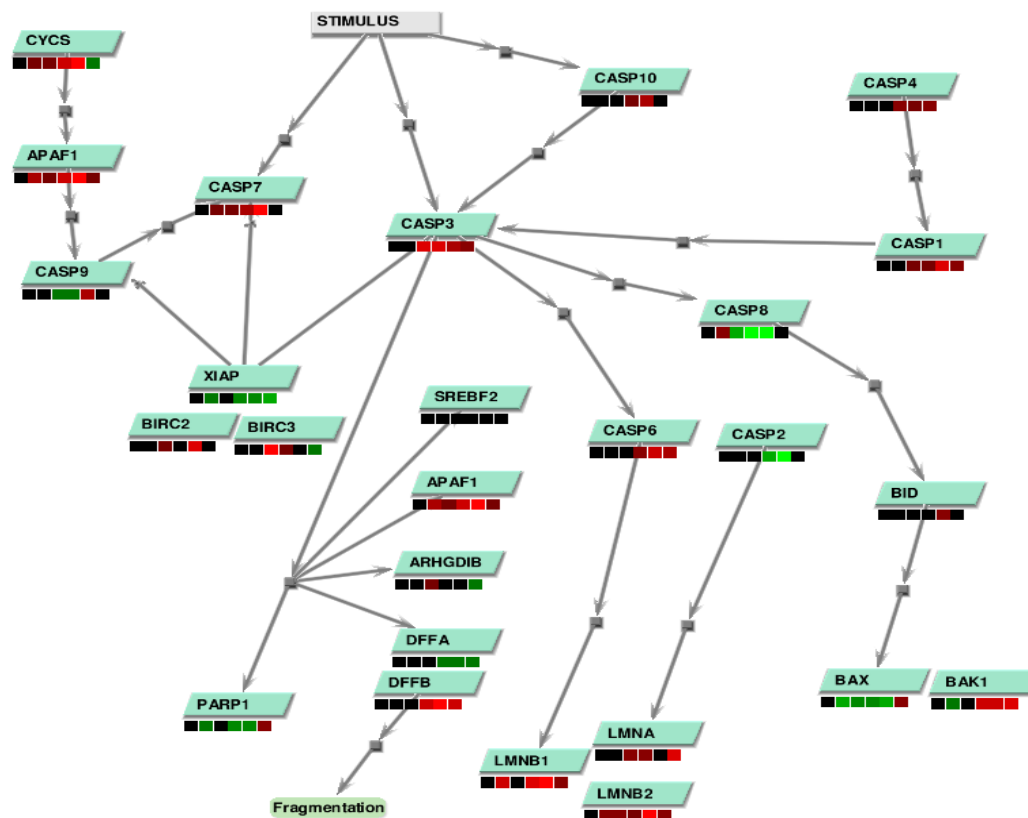 STIMULUS
CYCS
CASP10
CASP4
APAF1
CASP7
CASP3
CASP1
CASP9
CASP8
XIAP
SREBF2
BIRC2
BIRC3
CASP6
CASP2
APAF1
BID
ARHGDIB
DFFA
DFFB
BAX
BAK1
PARP1
LMNA
LMNB1
LMNB2
Fragmentation